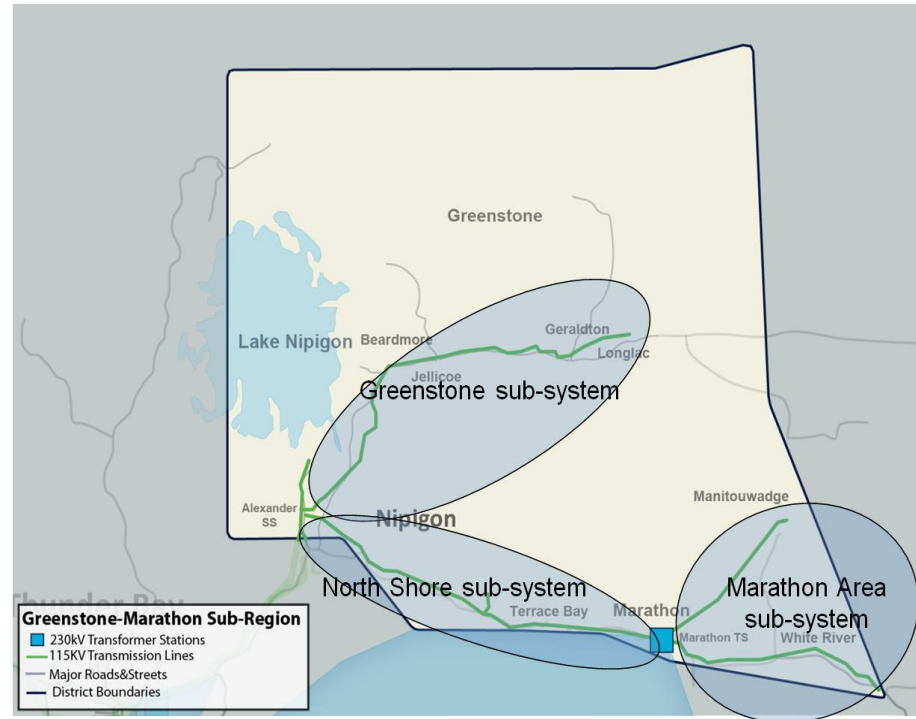 Greenstone
Lake Nipigon
Beardmore
Geraldton
Longlac
Jellicoe
Greenstone sub-system
Alexander
SS
Nipigon
Manitouwadge
North Shore sub-system
Terrace Bay
Marathon
Marathon TS
Marathon Area
sub-system
White River
Thunder Bay
Greenstone-Marathon Sub-Region
230kV Transformer Stations
115KV Transmission Lines
Major Roads&Streets
District Boundaries